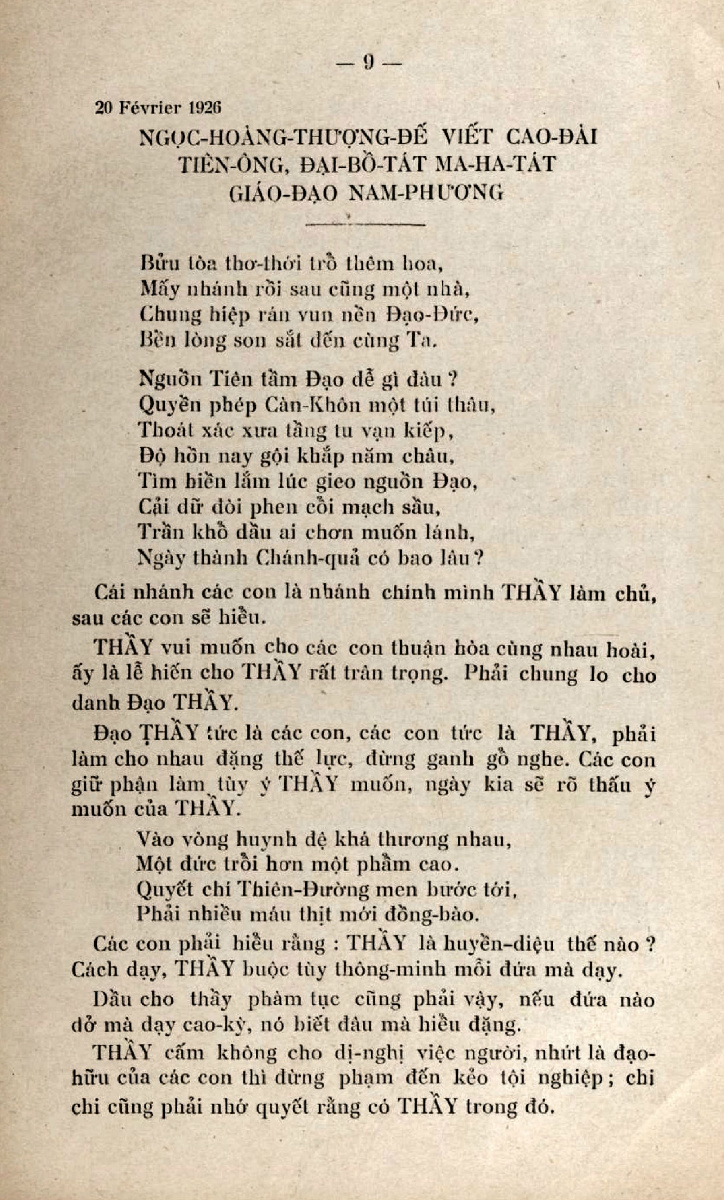 — 9 —
20 Février 1926
NGỌC-HOÀNG-THƯỢNG-ĐẾ VIẾT CAO-ĐÀI
TIÊN-ÔNG, ĐẠI-BỒ-TÁT MA-HA-TÁT
GIÁO-ĐẠO NAM-PHƯƠNG
Bửu tòa thơ-thới trỗ thêm hoa,
Mấy nhánh rồi sau cũng một nhà,
Chung hiệp rán vun nền Đạo-Đức,
Bền lòng son sắt đến cùng Ta.
Nguồn Tiên tầm Đạo dễ gì đâu ?
Quyền phép Càn-Khôn một túi thâu,
Thoát xác xưa tằng tu vạn kiếp,
Độ hồn nay gội khắp năm châu,
Tìm hiền lắm lúc gieo nguồn Đạo,
Cải dữ đòi phen cỗi mạch sầu,
Trần khổ dầu ai chơn muốn lánh,
Ngày thành Chánh-quả có bao lâu ?
Cái nhánh các con là nhánh chính mình THẦY làm chủ,
sau các con sẽ hiểu.
THẦY vui muốn cho các con thuận hòa cùng nhau hoài,
ấy là lễ hiến cho THẦY rất trân trọng. Phải chung lo cho
danh Đạo THẦY.
Đạo THẦY tức là các con, các con tức là THẦY, phải
làm cho nhau đặng thế lực, đừng ganh gổ nghe. Các con
giữ phận làm tùy ý THẦY muốn, ngày kia sẽ rõ thấu ý
muốn của THẦY.
Vào vòng huynh đệ khá thương nhau,
Một đức trổi hơn một phẩm cao.
Quyết chí Thiên-Đường men bước tới,
Phải nhiều máu thịt mới đồng-bào.
Các con phải hiểu rằng : THẦY là huyền-diệu thế nào ?
Cách dạy, THẦY buộc tùy thông-minh mỗi đứa mà dạy.
Dầu cho thầy phàm tục cũng phải vậy, nếu đứa nào
dở mà dạy cao-kỳ, nó biết đâu mà hiểu đặng.
THẦY cấm không cho dị-nghị việc người, nhứt là đạo-
hữu của các con thì đừng phạm đến kẻo tội nghiệp ; chi
chi cũng phải nhớ quyết rằng có THẦY trong đó.